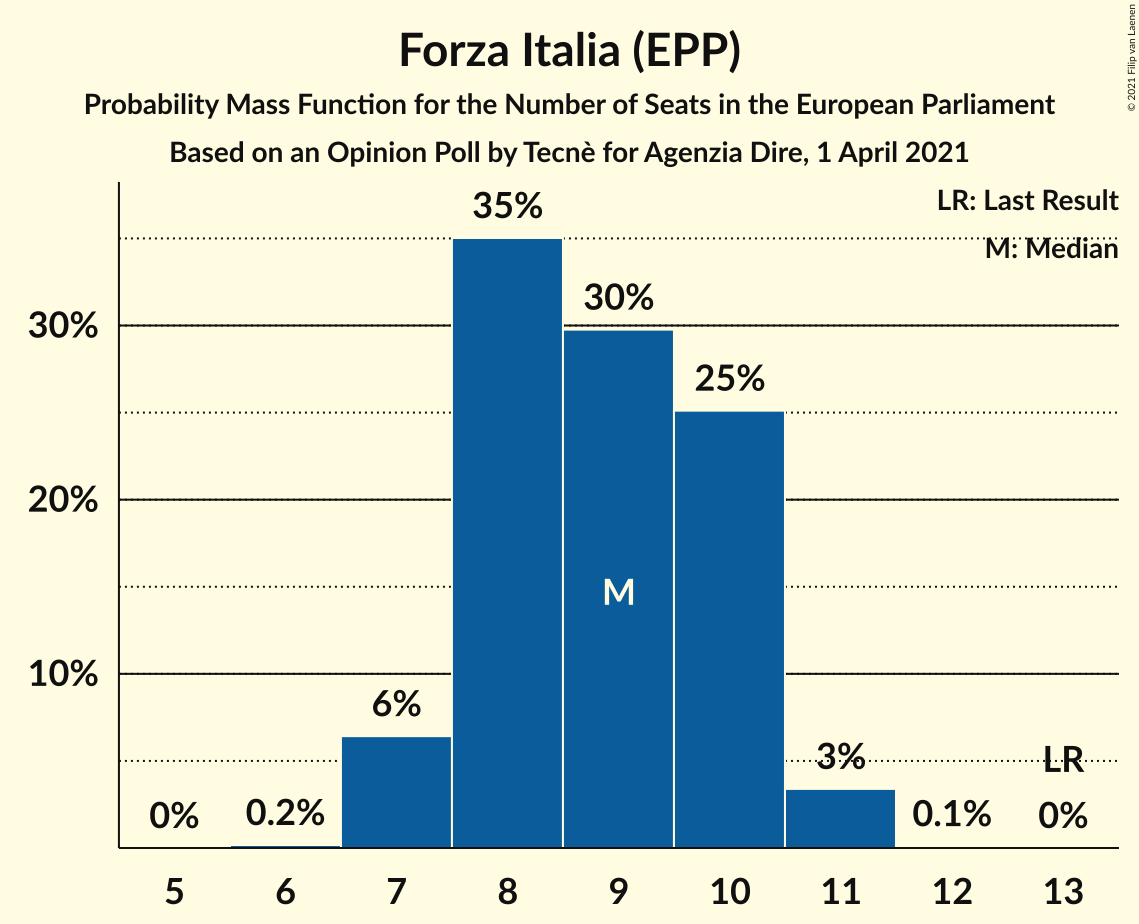 Forza Italia (EPP)
Probability Mass Function for the Number of Seats in the European Parliament
Based on an Opinion Poll by Tecnè for Agenzia Dire, 1 April 2021
© 2021 Filip van Laenen
LR: Last Result
M: Median
30%
20%
10%
0%
0.2%
6%
35%
30%
25%
3%
0.1%
LR
0%
M
5 6 7 8 9 10 11 12 13